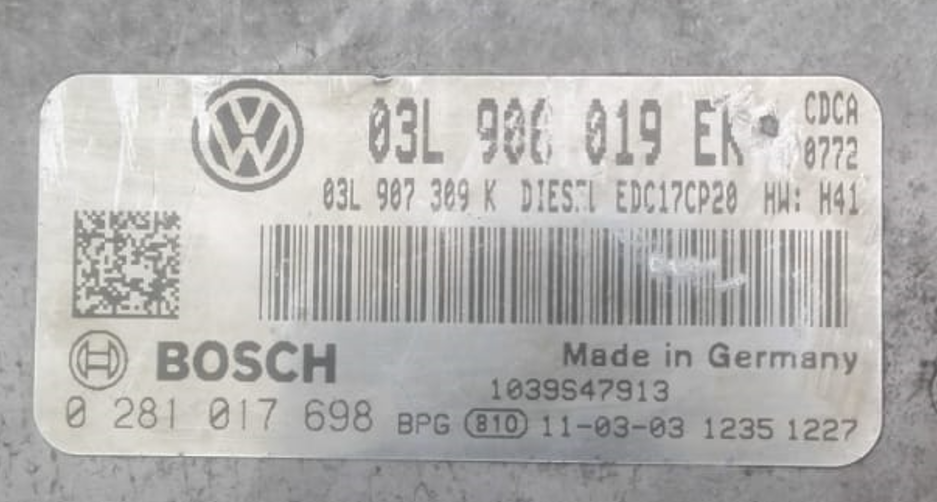 03L 906 019 EK CDCA
0772
03L 907 309 K DIESEL EDC17CP20 HW: H41
BOSCH
Made in Germany
1039S47913
0 281 017 698 BPG 810 11-03-03 1235 1227